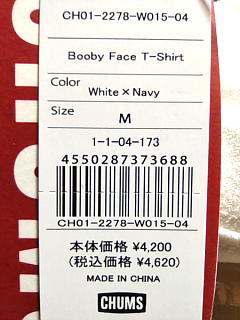 CH01-2278-W015-04
Booby Face T-Shirt
Color
White×Navy
Size
M
1-1-04-173
4550287373688
CH01-2278-W015-04
本体価格 ¥4,200
(税込価格 ¥4,620)
MADE IN CHINA
CHUMS